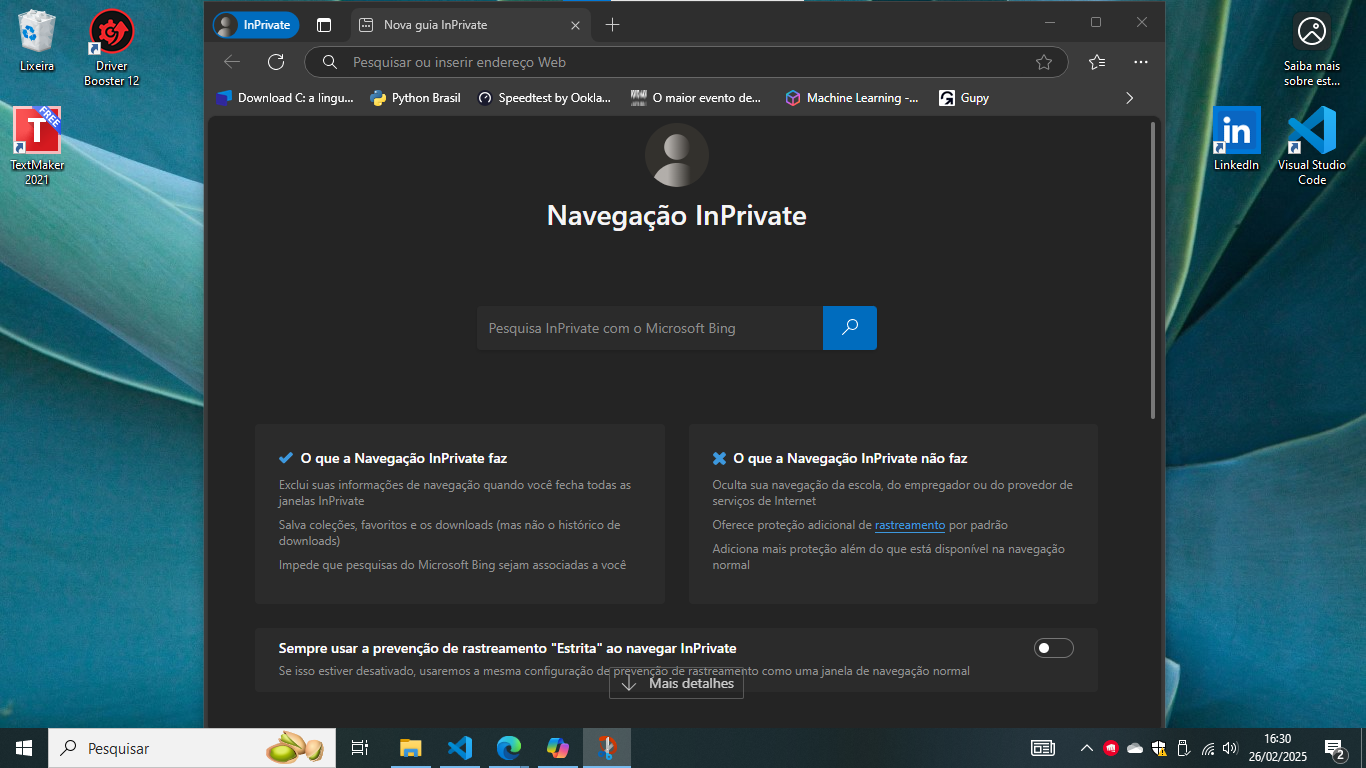 Lixeira
Driver
Booster 12
FREE
T
TextMaker
2021
InPrivate
Nova guia InPrivate
Pesquisar ou inserir endereço Web
Download C: a lingu...
Python Brasil
Speedtest by Ookla...
O maior evento de...
Machine Learning -...
Gupy
Navegação InPrivate
Pesquisa InPrivate com o Microsoft Bing
O que a Navegação InPrivate faz
Exclui suas informações de navegação quando você fecha todas as
janelas InPrivate
Salva coleções, favoritos e os downloads (mas não o histórico de
downloads)
Impede que pesquisas do Microsoft Bing sejam associadas a você
O que a Navegação InPrivate não faz
Oculta sua navegação da escola, do empregador ou do provedor de
serviços de Internet
Oferece proteção adicional de rastreamento por padrão
Adiciona mais proteção além do que está disponível na navegação
normal
Sempre usar a prevenção de rastreamento "Estrita" ao navegar InPrivate
Se isso estiver desativado, usaremos a mesma configuração de prevenção de rastreamento como uma janela de navegação normal
Mais detalhes
Saiba mais
sobre est...
in
LinkedIn
Visual Studio
Code
Pesquisar
16:30
26/02/2025
2